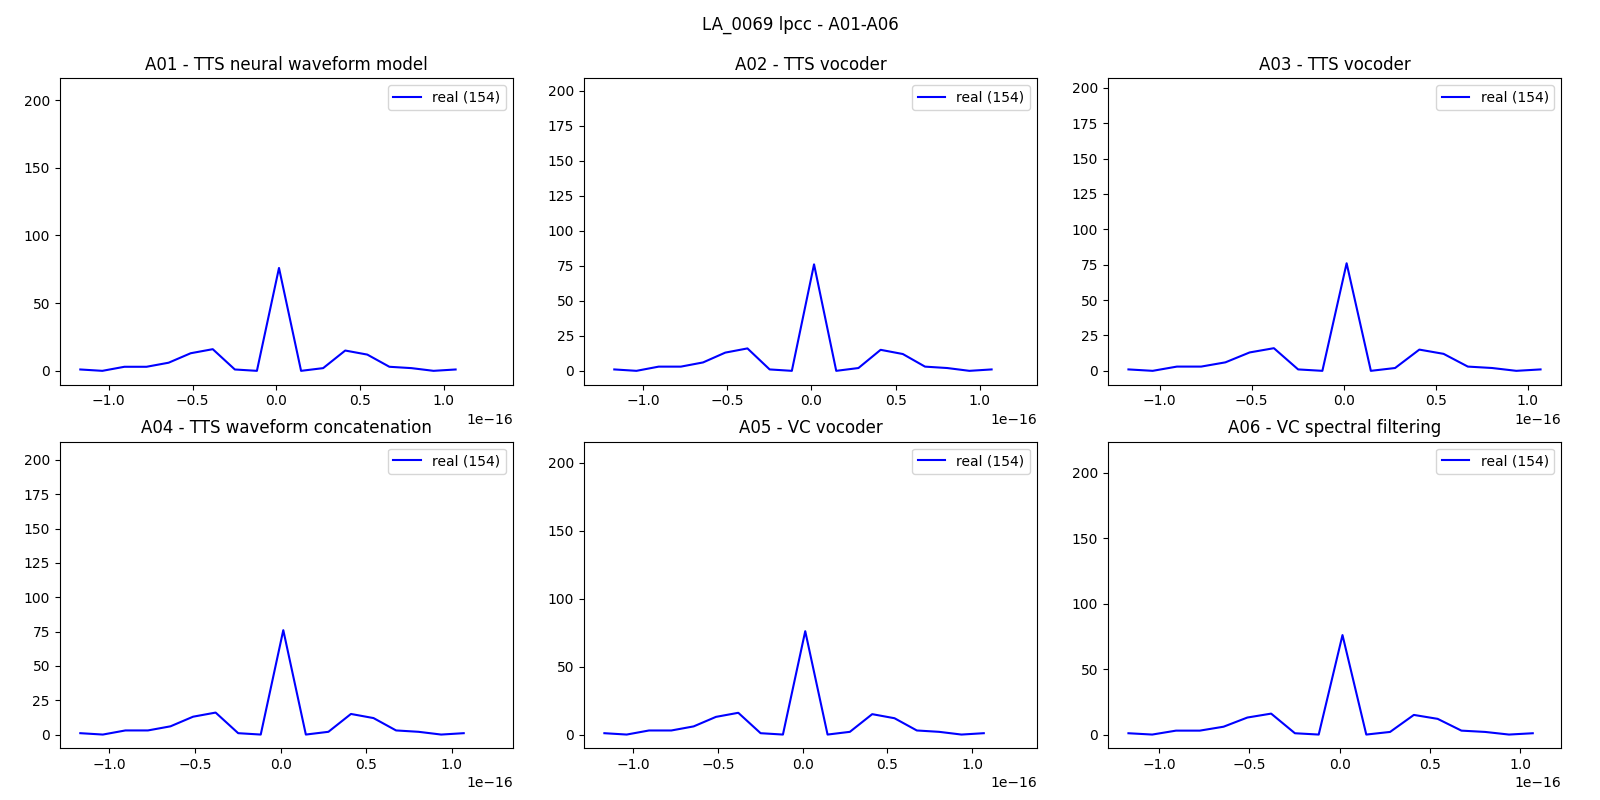 LA_0069 lpcc - A01-A06
A01 - TTS neural waveform model
real (154)
200
150
100
50
0
−1.0 −0.5 0.0 0.5 1.0
1e−16
A02 - TTS vocoder
real (154)
200
175
150
125
100
75
50
25
0
−1.0 −0.5 0.0 0.5 1.0
1e−16
A03 - TTS vocoder
real (154)
200
175
150
125
100
75
50
25
0
−1.0 −0.5 0.0 0.5 1.0
1e−16
A04 - TTS waveform concatenation
real (154)
200
175
150
125
100
75
50
25
0
−1.0 −0.5 0.0 0.5 1.0
1e−16
A05 - VC vocoder
real (154)
200
150
100
50
0
−1.0 −0.5 0.0 0.5 1.0
1e−16
A06 - VC spectral filtering
real (154)
200
150
100
50
0
−1.0 −0.5 0.0 0.5 1.0
1e−16